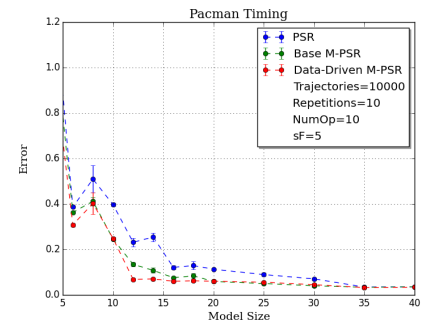 Pacman Timing
1.2
1.0
0.8
0.6
0.4
0.2
0.0
Error
PSR
Base M-PSR
Data-Driven M-PSR
Trajectories=10000
Repetitions=10
NumOp=10
sF=5
5 10 15 20 25 30 35 40
Model Size